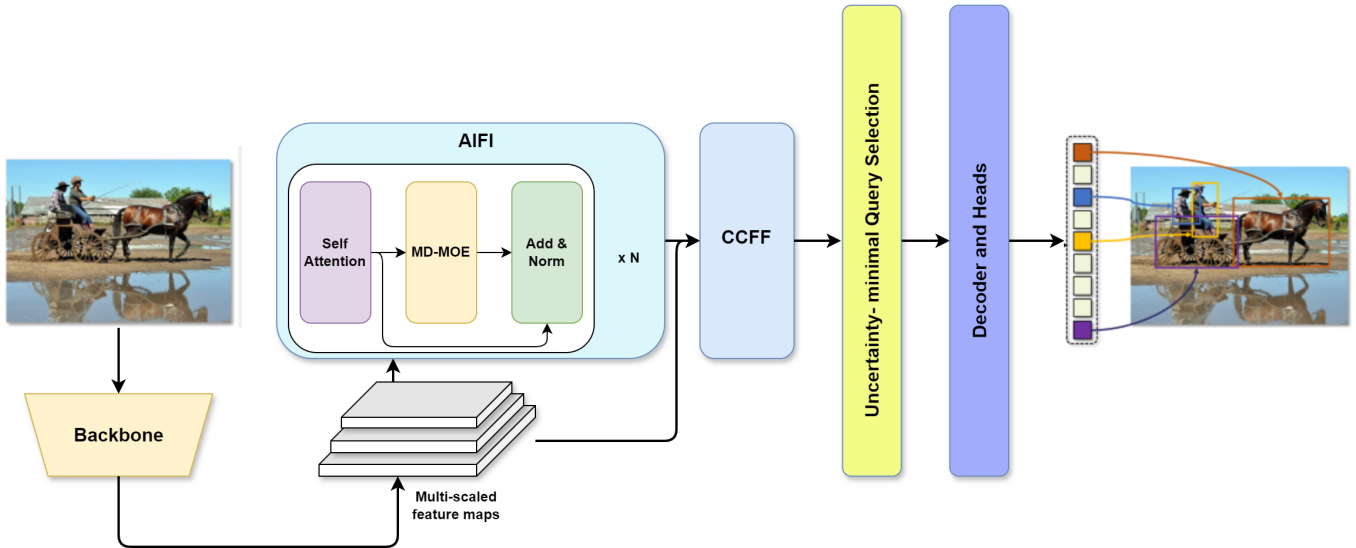 AIFI
Self
Attention
MD-MOE
Add &
Norm
x N
CCFF
Uncertainty- minimal Query Selection
Decoder and Heads
Backbone
Multi-scaled
feature maps